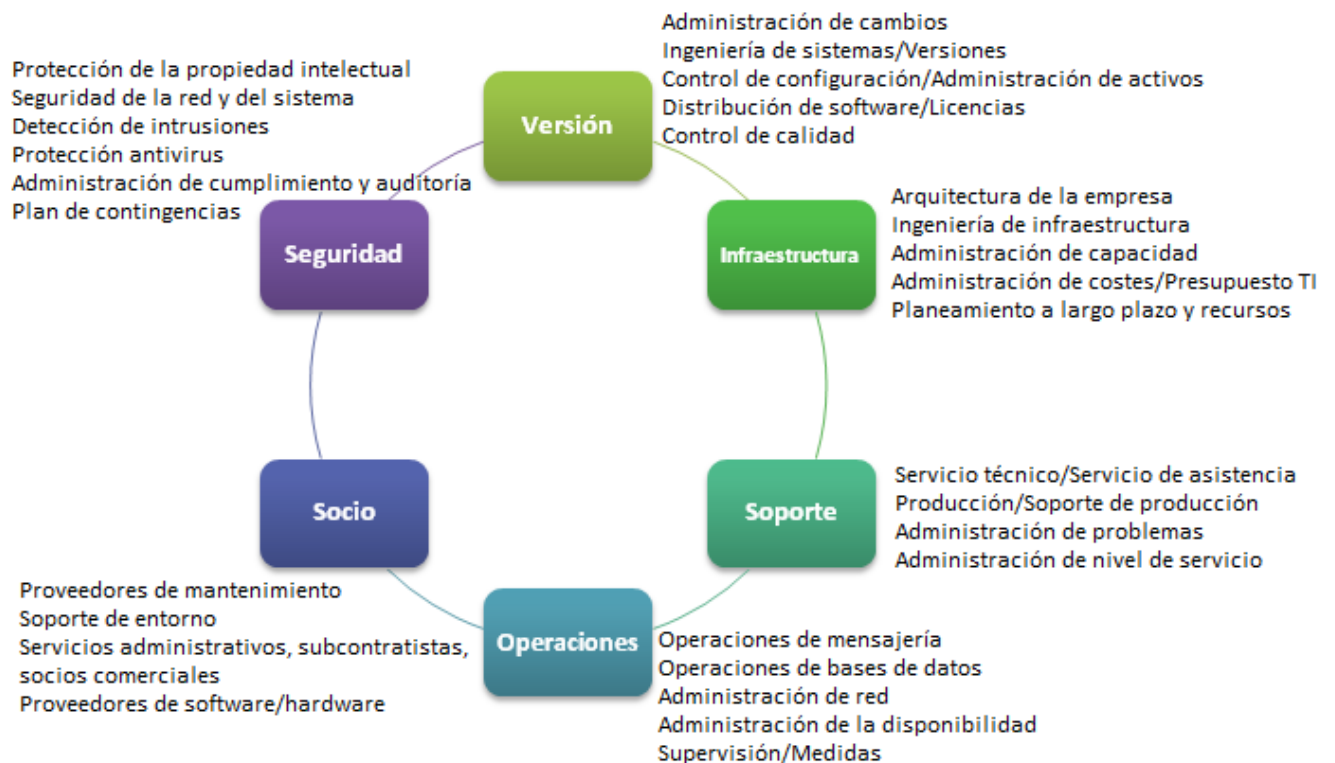 Versión
Administración de cambios
Ingeniería de sistemas/Versiones
Control de configuración/Administración de activos
Distribución de software/Licencias
Control de calidad
Infraestructura
Arquitectura de la empresa
Ingeniería de infraestructura
Administración de capacidad
Administración de costes/Presupuesto TI
Planeamiento a largo plazo y recursos
Soporte
Servicio técnico/Servicio de asistencia
Producción/Soporte de producción
Administración de problemas
Administración de nivel de servicio
Operaciones
Operaciones de mensajería
Operaciones de bases de datos
Administración de red
Administración de la disponibilidad
Supervisión/Medidas
Socio
Proveedores de mantenimiento
Soporte de entorno
Servicios administrativos, subcontratistas,
socios comerciales
Proveedores de software/hardware
Seguridad
Protección de la propiedad intelectual
Seguridad de la red y del sistema
Detección de intrusiones
Protección antivirus
Administración de cumplimiento y auditoría
Plan de contingencias